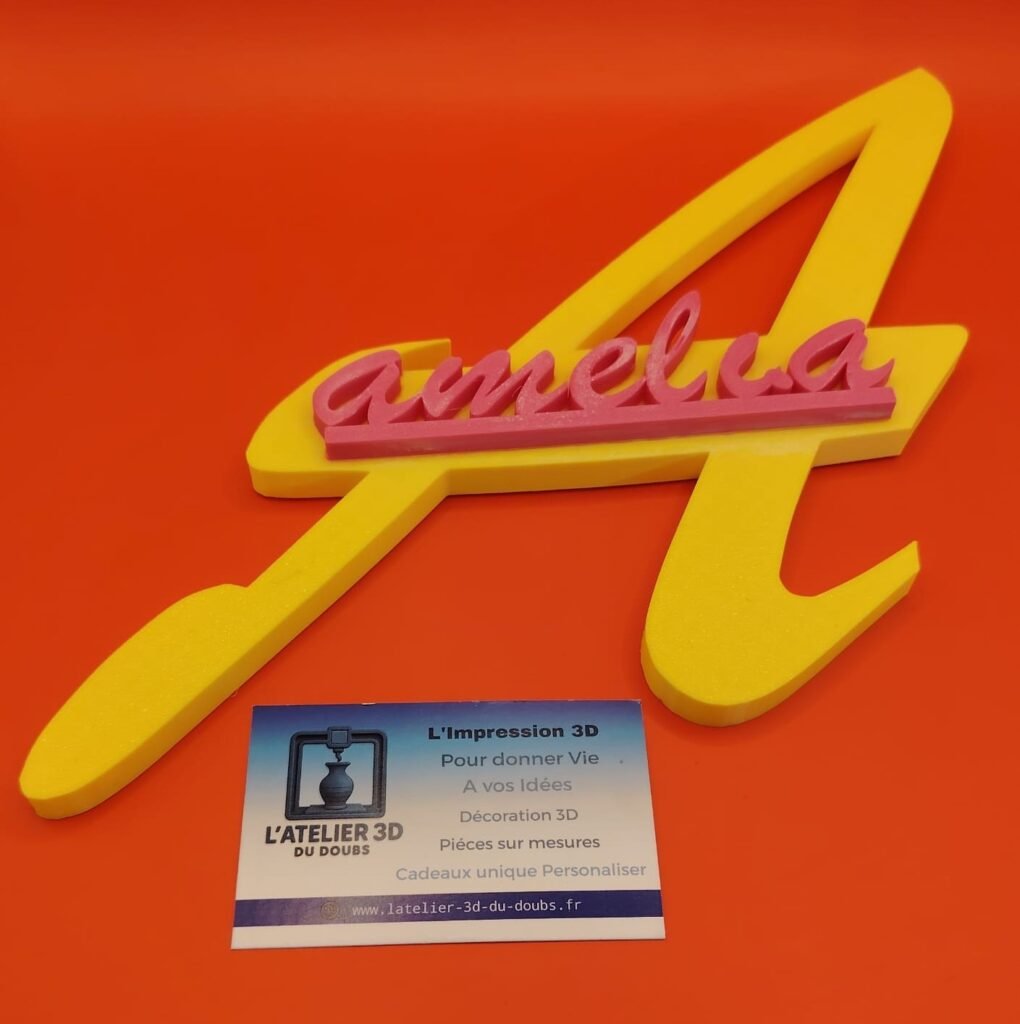 A
amelia
L'Impression 3D
Pour donner Vie
A vos Idées
Décoration 3D
Piéces sur mesures
Cadeaux unique Personaliser
L'ATELIER 3D
DU DOUBS
www.latelier-3d-du-doubs.fr